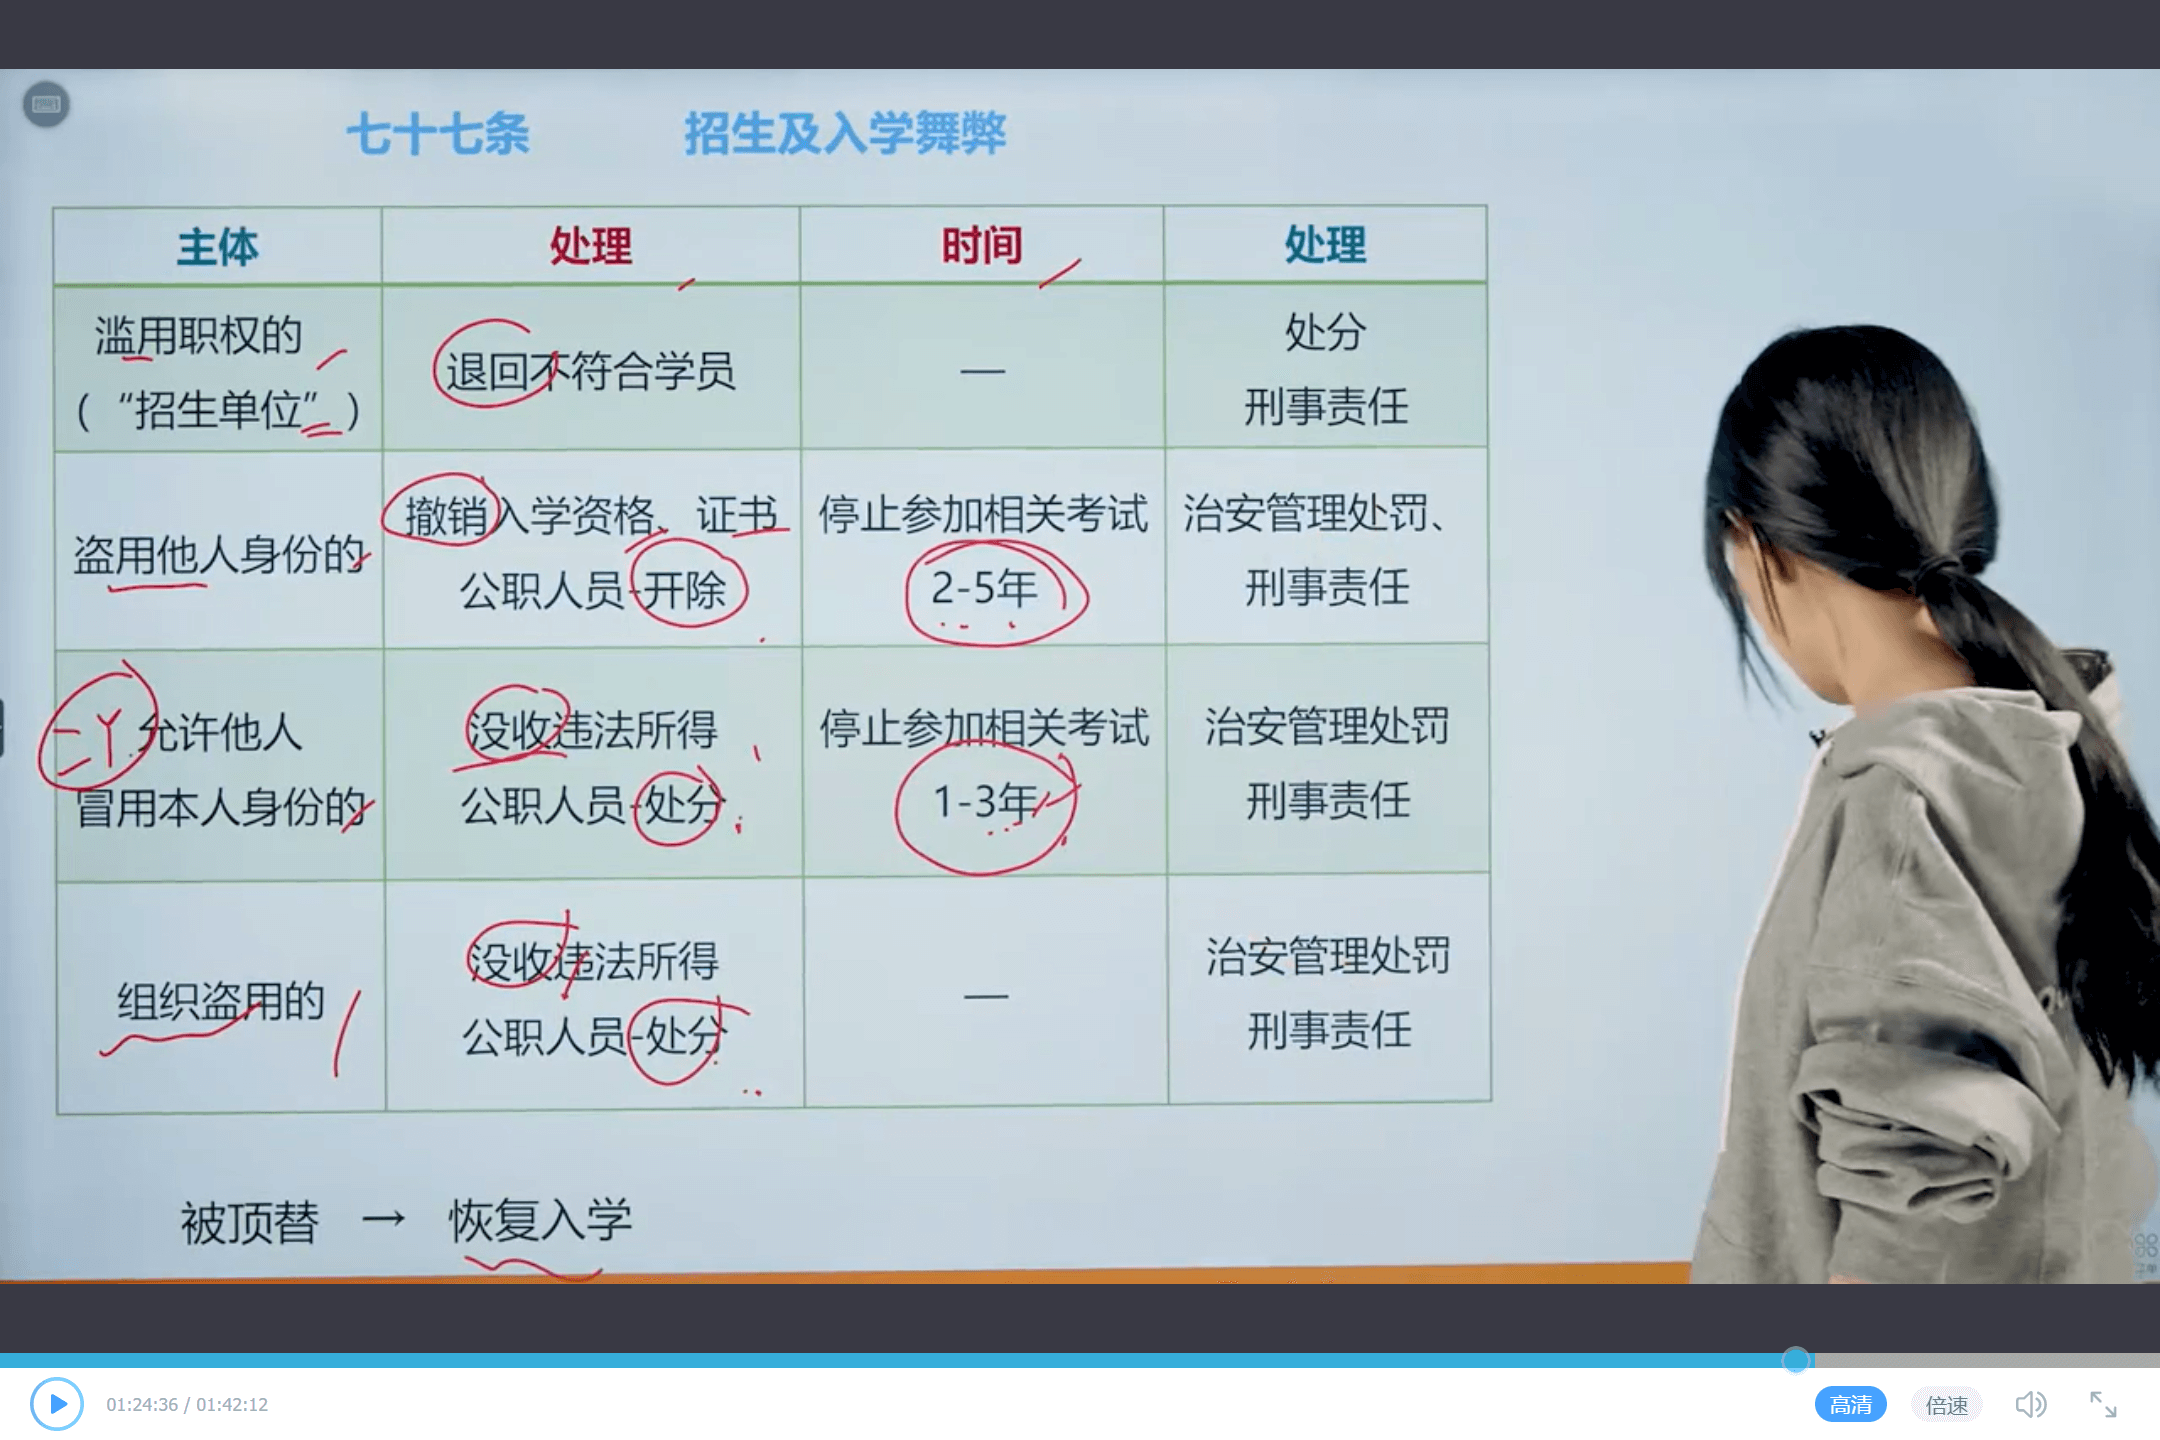 七十七条 招生及入学舞弊
主体 处理 时间 处理
滥用职权的
（“招生单位”）
退回不符合学员
—
处分
刑事责任
盗用他人身份的
撤销入学资格、证书
公职人员-开除
停止参加相关考试
2-5年
治安管理处罚、
刑事责任
允许他人
冒用本人身份的
没收违法所得
公职人员-处分
停止参加相关考试
1-3年
治安管理处罚
刑事责任
组织盗用的
没收违法所得
公职人员-处分
—
治安管理处罚
刑事责任
被顶替 → 恢复入学
01:24:36 / 01:42:12
高清
倍速